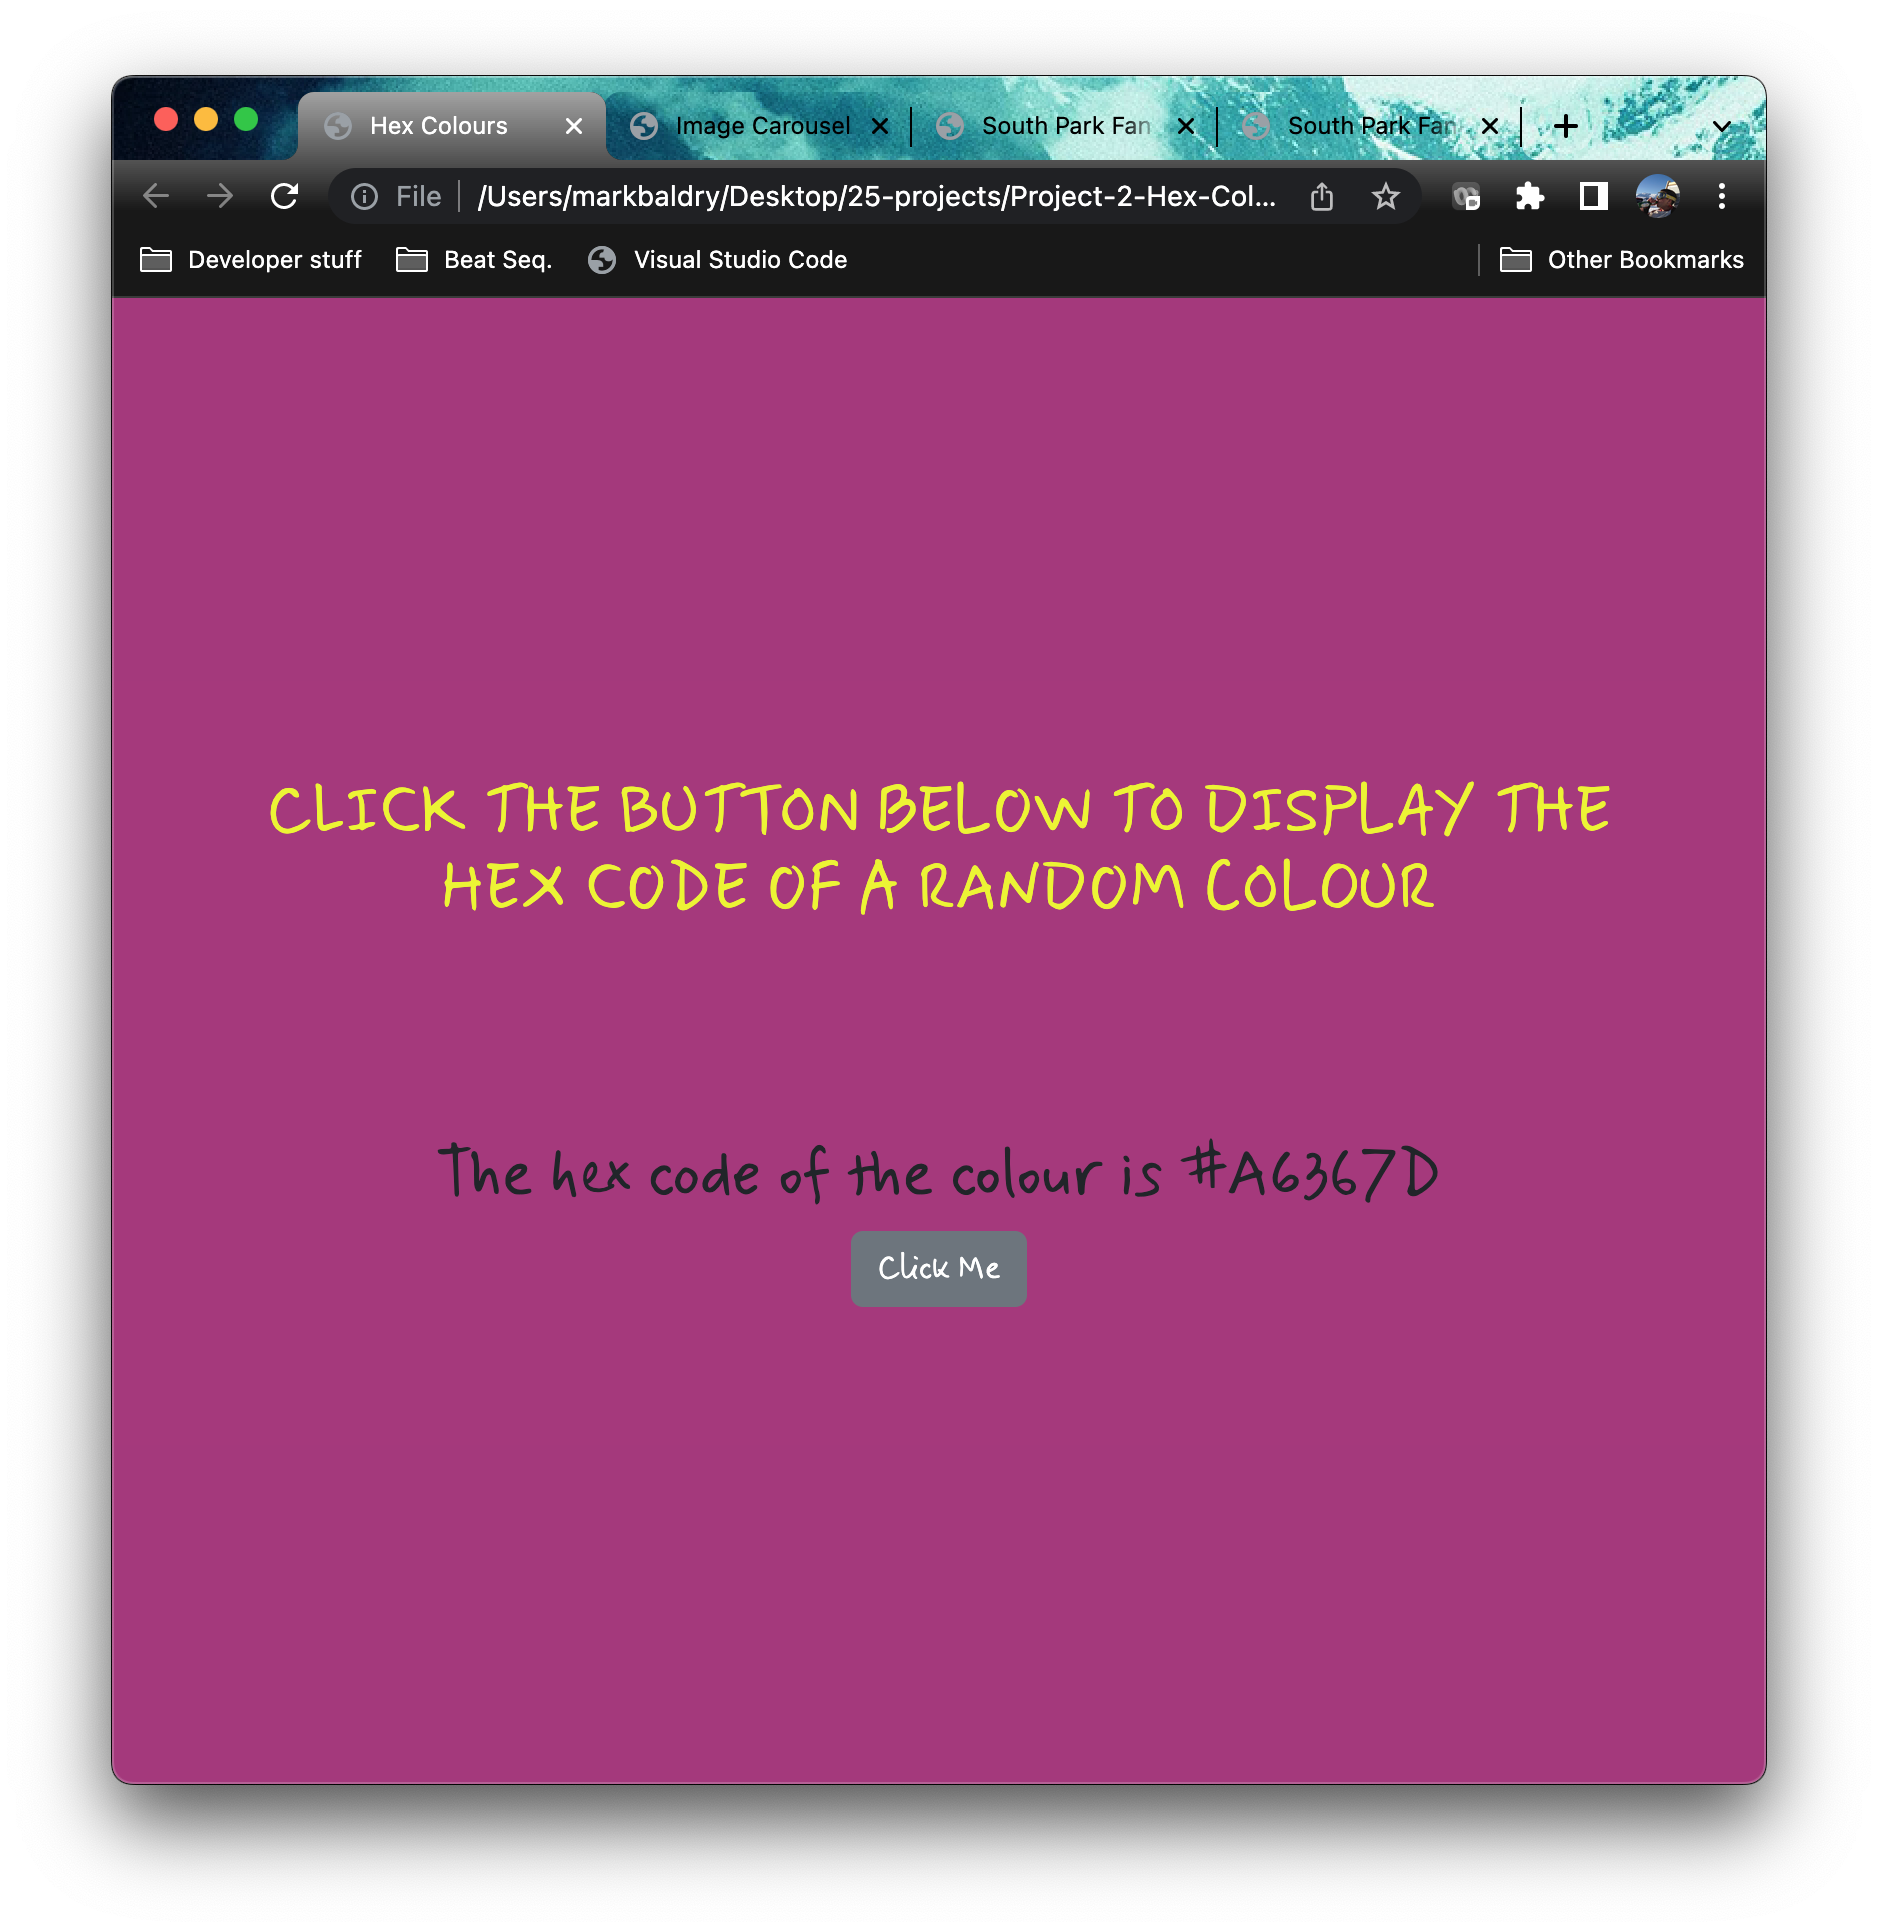 Hex Colours
Image Carousel
South Park Fan
South Park Fan
File
/Users/markbaldry/Desktop/25-projects/Project-2-Hex-Col...
Developer stuff
Beat Seq.
Visual Studio Code
Other Bookmarks
CLICK THE BUTTON BELOW TO DISPLAY THE
HEX CODE OF A RANDOM COLOUR
The hex code of the colour is #A6367D
Click Me